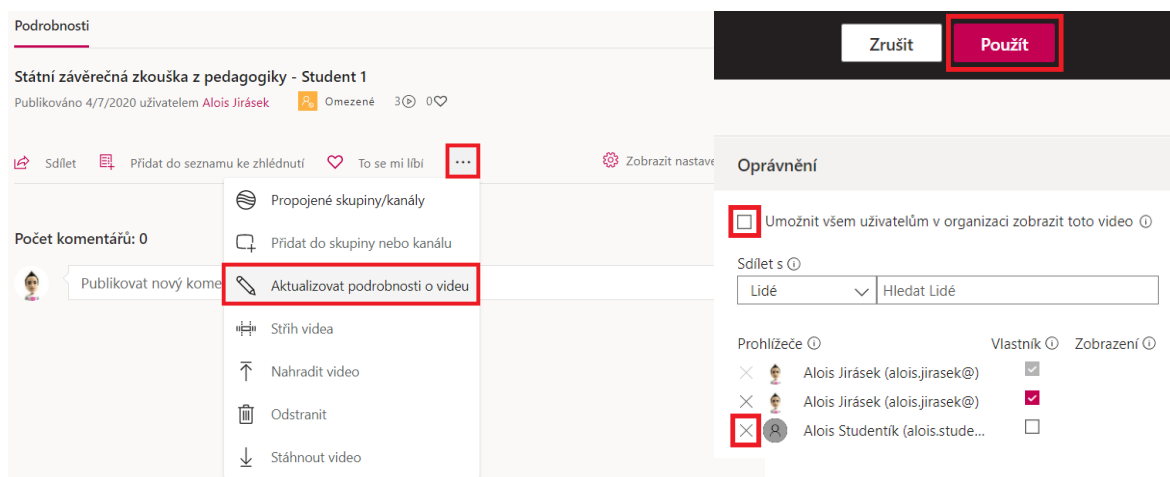 Podrobnosti
Státní závěrečná zkouška z pedagogiky - Student 1
Publikováno 4/7/2020 uživatelem Alois Jirásek Omezené 3 0
Sdílet Přidat do seznamu ke zhlédnutí To se mi líbí ... Zobrazit nastave
Propojené skupiny/kanály
Počet komentářů: 0
Přidat do skupiny nebo kanálu
Publikovat nový kome
Aktualizovat podrobnosti o videu
Střih videa
Nahradit video
Odstranit
Stáhnout video
Zrušit Použít
Oprávnění
Umožnit všem uživatelům v organizaci zobrazit toto video
Sdílet s
Lidé Hledat Lidé
Prohlížeče Vlastník Zobrazení
Alois Jirásek (alois.jirasek@)
Alois Jirásek (alois.jirasek@)
Alois Studentík (alois.stude...